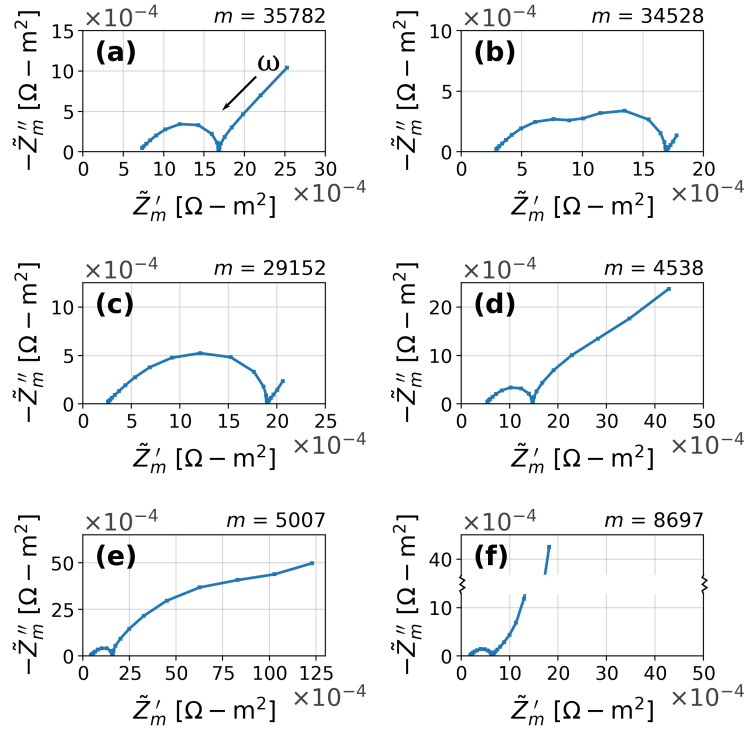 ×10⁻⁴ m = 35782
(a)
ω
15
10
5
0
0 5 10 15 20 25 30
−Z̃ₘ″ [Ω − m²]
Z̃ₘ′ [Ω − m²]
×10⁻⁴
×10⁻⁴ m = 34528
(b)
10
5
0
0 5 10 15 20
−Z̃ₘ″ [Ω − m²]
Z̃ₘ′ [Ω − m²]
×10⁻⁴
×10⁻⁴ m = 29152
(c)
10
5
0
0 5 10 15 20 25
−Z̃ₘ″ [Ω − m²]
Z̃ₘ′ [Ω − m²]
×10⁻⁴
×10⁻⁴ m = 4538
(d)
20
10
0
0 10 20 30 40 50
−Z̃ₘ″ [Ω − m²]
Z̃ₘ′ [Ω − m²]
×10⁻⁴
×10⁻⁴ m = 5007
(e)
50
25
0
0 25 50 75 100 125
−Z̃ₘ″ [Ω − m²]
Z̃ₘ′ [Ω − m²]
×10⁻⁴
×10⁻⁴ m = 8697
(f)
40
10
0
0 10 20 30 40 50
−Z̃ₘ″ [Ω − m²]
Z̃ₘ′ [Ω − m²]
×10⁻⁴